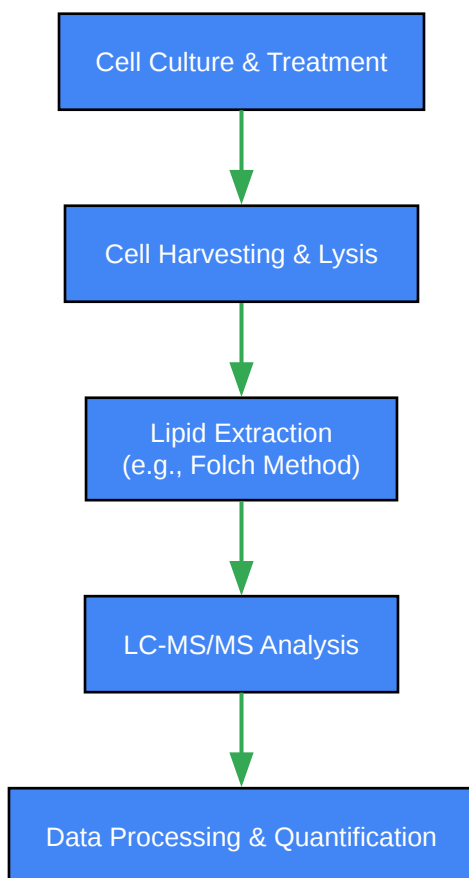 Cell Culture & Treatment
Cell Harvesting & Lysis
Lipid Extraction
(e.g., Folch Method)
LC-MS/MS Analysis
Data Processing & Quantification